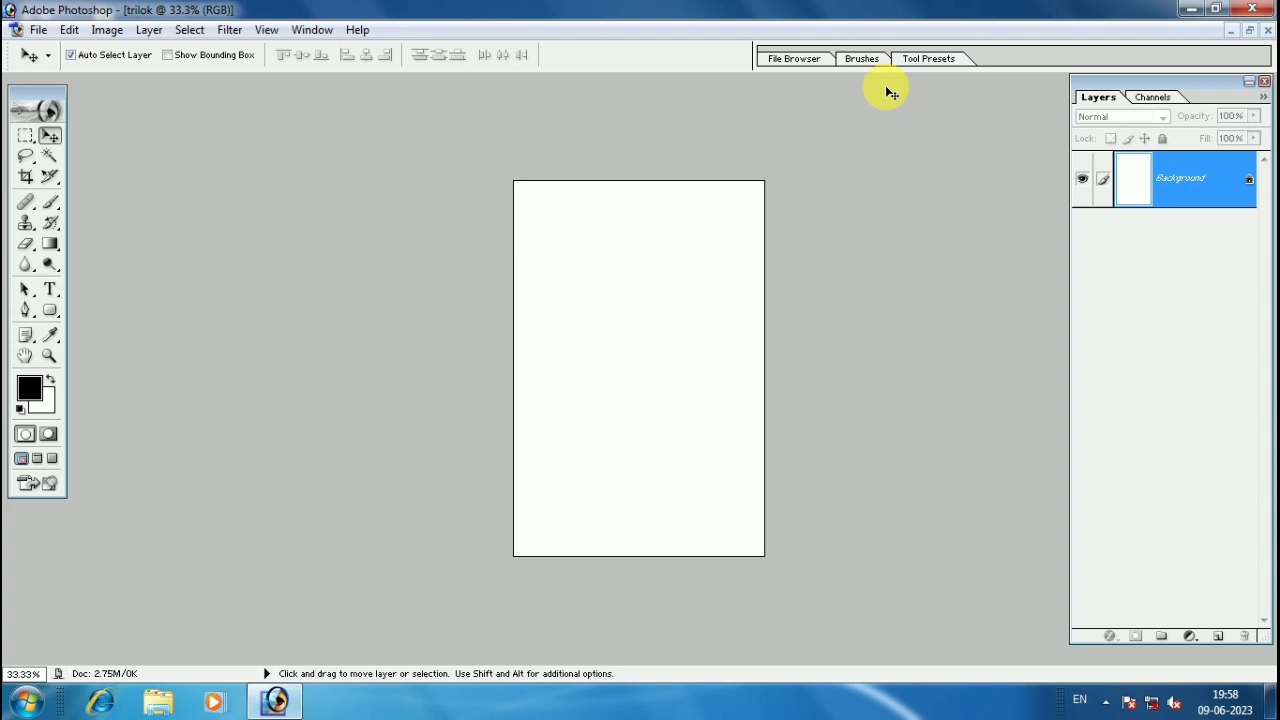 Adobe Photoshop - [trilok @ 33.3% (RGB)]
File Edit Image Layer Select Filter View Window Help
Auto Select Layer Show Bounding Box File Browser Brushes Tool Presets
Layers Channels
Normal Opacity: 100%
Lock: Fill: 100%
Background
T
33.33% Doc: 2.75M/0K Click and drag to move layer or selection. Use Shift and Alt for additional options.
EN 19:58
09-06-2023